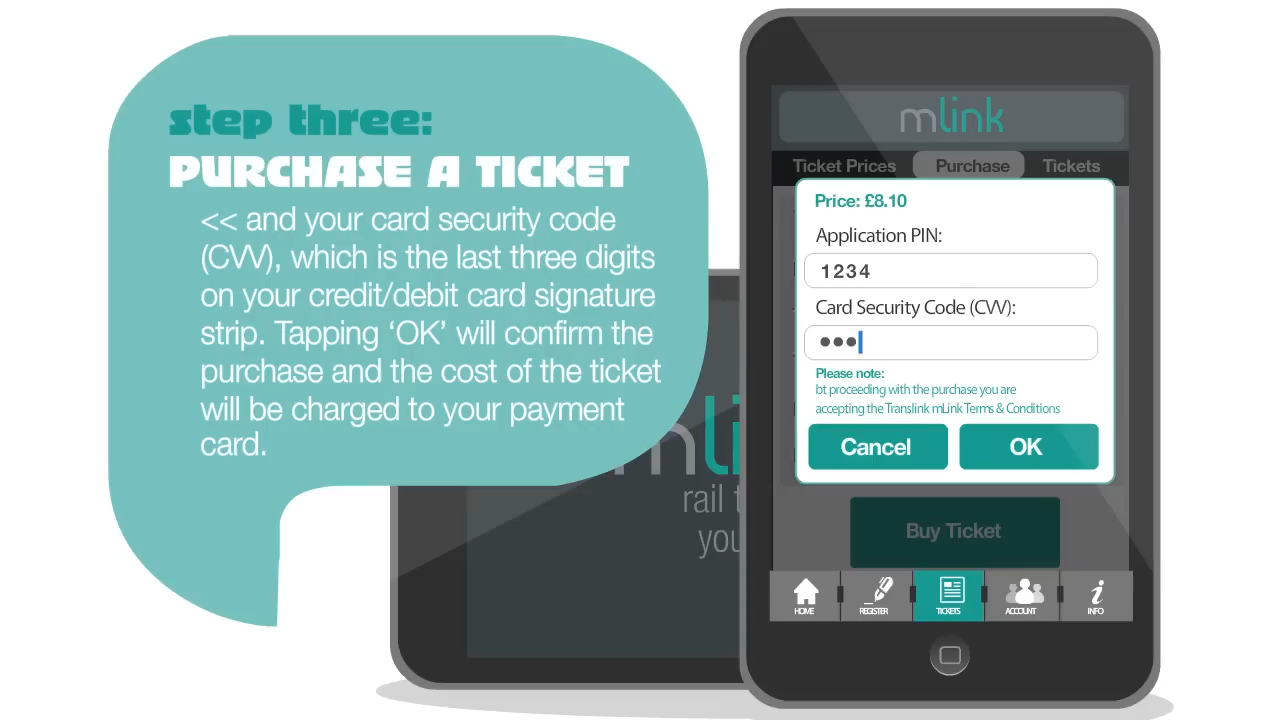 step three:
PURCHASE A TICKET
<< and your card security code
(CVV), which is the last three digits
on your credit/debit card signature
strip. Tapping ‘OK’ will confirm the
purchase and the cost of the ticket
will be charged to your payment
card.
mlink
Ticket Prices Purchase Tickets
Price: £8.10
Application PIN:
1234
Card Security Code (CVV):
●●●
Please note:
bt proceeding with the purchase you are
accepting the Translink mLink Terms & Conditions
Cancel OK
Buy Ticket
HOME REGISTER TICKETS ACCOUNT INFO
rail